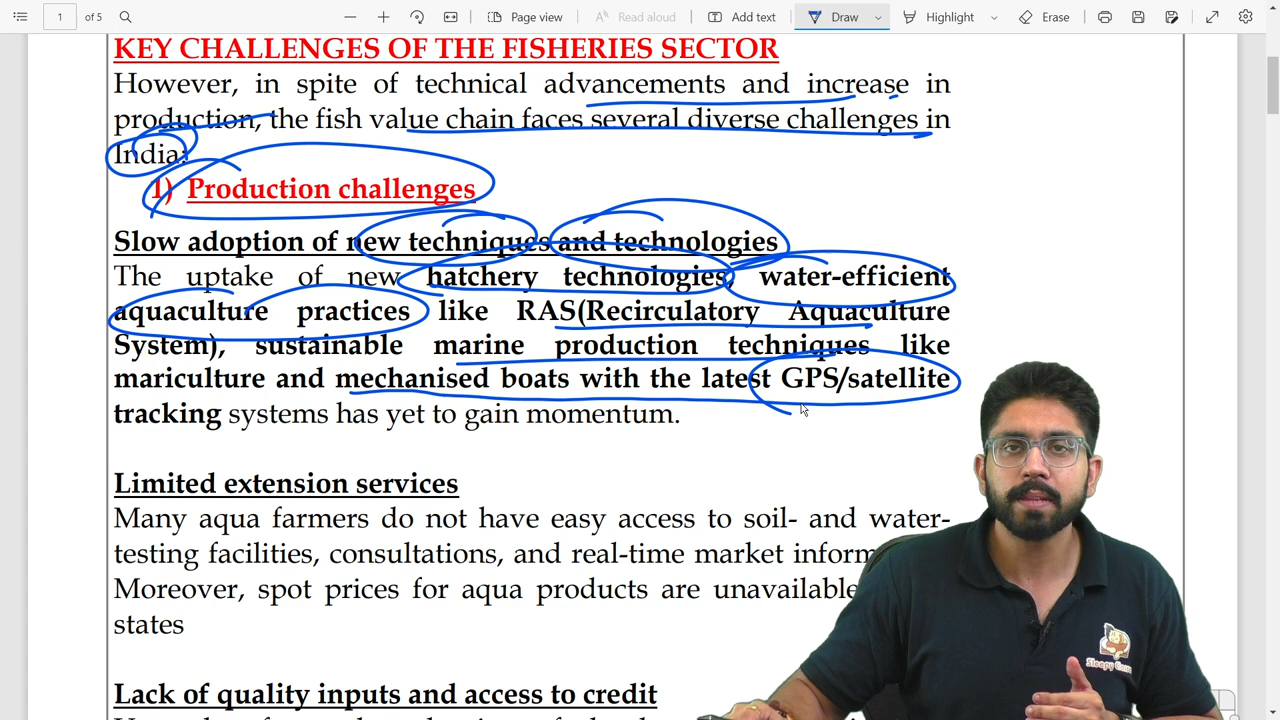 1 of 5 Page view Read aloud Add text Draw Highlight Erase
KEY CHALLENGES OF THE FISHERIES SECTOR
However, in spite of technical advancements and increase in
production, the fish value chain faces several diverse challenges in
India:
1) Production challenges
Slow adoption of new techniques and technologies
The uptake of new hatchery technologies, water-efficient
aquaculture practices like RAS(Recirculatory Aquaculture
System), sustainable marine production techniques like
mariculture and mechanised boats with the latest GPS/satellite
tracking systems has yet to gain momentum.
Limited extension services
Many aqua farmers do not have easy access to soil- and water-
testing facilities, consultations, and real-time market inform
Moreover, spot prices for aqua products are unavailable
states
Lack of quality inputs and access to credit
Sleepy